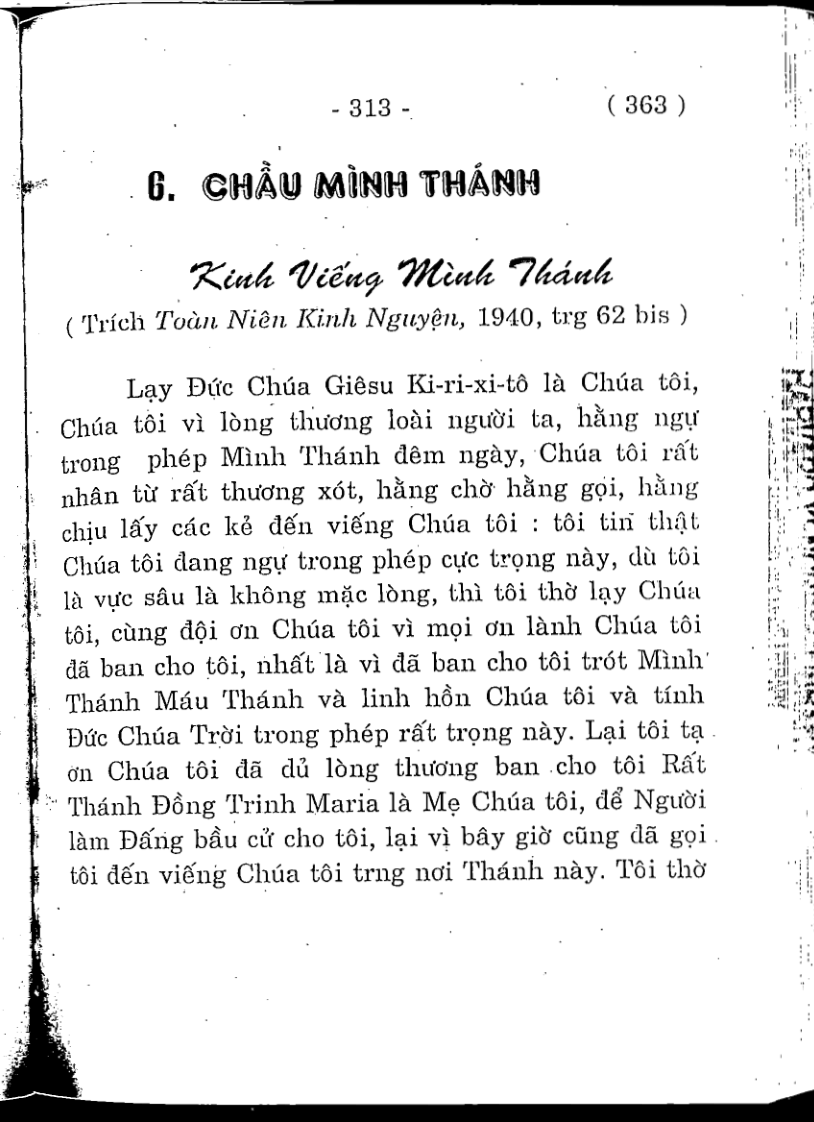 - 313 - ( 363 )
6. CHẦU MÌNH THÁNH
Kinh Viếng Mình Thánh
( Trích Toàn Niên Kinh Nguyện, 1940, trg 62 bis )
Lạy Đức Chúa Giêsu Ki-ri-xi-tô là Chúa tôi,
Chúa tôi vì lòng thương loài người ta, hằng ngự
trong phép Mình Thánh đêm ngày, Chúa tôi rất
nhân từ rất thương xót, hằng chờ hằng gọi, hằng
chịu lấy các kẻ đến viếng Chúa tôi : tôi tin thật
Chúa tôi đang ngự trong phép cực trọng này, dù tôi
là vực sâu là không mặc lòng, thì tôi thờ lạy Chúa
tôi, cùng đội ơn Chúa tôi vì mọi ơn lành Chúa tôi
đã ban cho tôi, nhất là vì đã ban cho tôi trót Mình
Thánh Máu Thánh và linh hồn Chúa tôi và tính
Đức Chúa Trời trong phép rất trọng này. Lại tôi tạ
ơn Chúa tôi đã dủ lòng thương ban cho tôi Rất
Thánh Đồng Trinh Maria là Mẹ Chúa tôi, để Người
làm Đấng bầu cử cho tôi, lại vì bây giờ cũng đã gọi
tôi đến viếng Chúa tôi trng nơi Thánh này. Tôi thờ